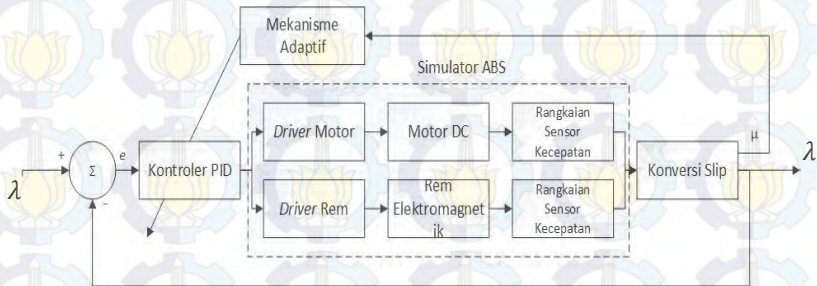 Mekanisme
Adaptif
Simulator ABS
Driver Motor
Motor DC
Rangkaian
Sensor
Kecepatan
μ
+
λ
Σ
e
-
Kontroler PID
Konversi Slip
λ
Driver Rem
Rem
Elektromagnet
ik
Rangkaian
Sensor
Kecepatan